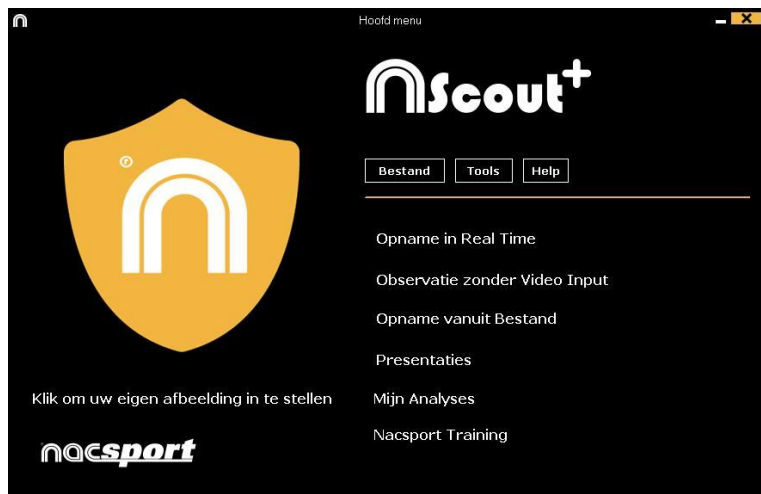 Hoofd menu
nScout+
Bestand Tools Help
Opname in Real Time
Observatie zonder Video Input
Opname vanuit Bestand
Presentaties
Klik om uw eigen afbeelding in te stellen
Mijn Analyses
Nacsport Training
nacsport